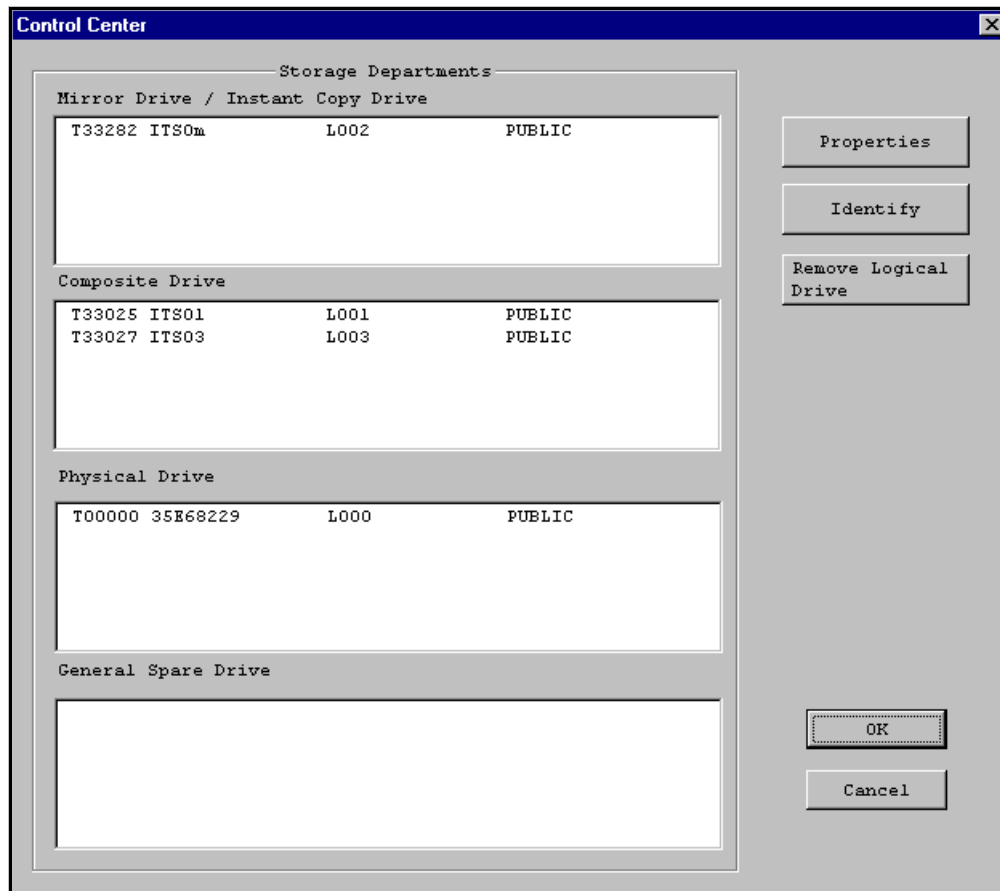 Control Center
Storage Departments
Mirror Drive / Instant Copy Drive
T33282 ITSOm L002 PUBLIC
Properties
Identify
Remove Logical
Drive
Composite Drive
T33025 ITSO1 L001 PUBLIC
T33027 ITSO3 L003 PUBLIC
Physical Drive
T00000 35E68229 L000 PUBLIC
General Spare Drive
OK
Cancel